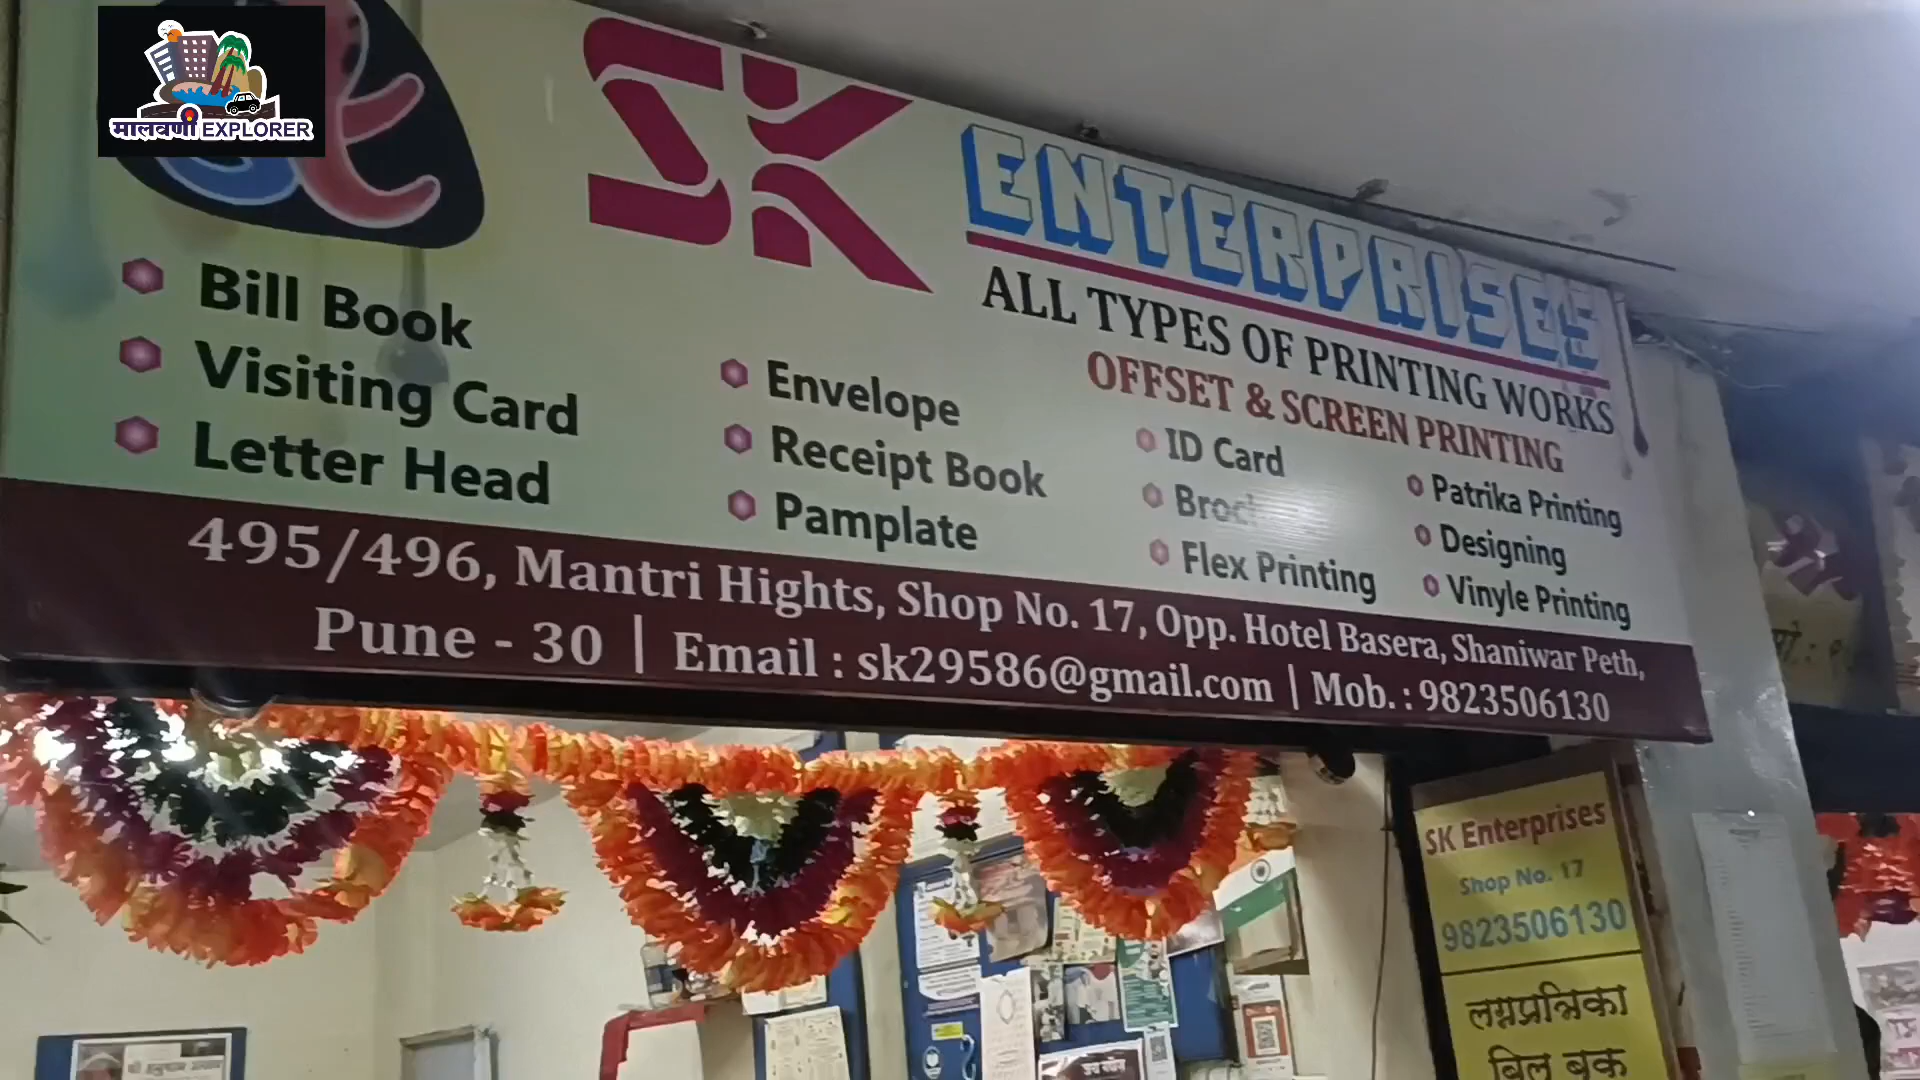 मालवणी EXPLORER
SK ENTERPRISES
ALL TYPES OF PRINTING WORKS
OFFSET & SCREEN PRINTING
Bill Book
Visiting Card
Letter Head
Envelope
Receipt Book
Pamplate
ID Card
Flex Printing
Patrika Printing
Designing
Vinyle Printing
495/496, Mantri Hights, Shop No. 17, Opp. Hotel Basera, Shaniwar Peth,
Pune - 30 | Email : sk29586@gmail.com | Mob. : 9823506130
SK Enterprises
Shop No. 17
9823506130
लग्नपत्रिका
बिल बुक